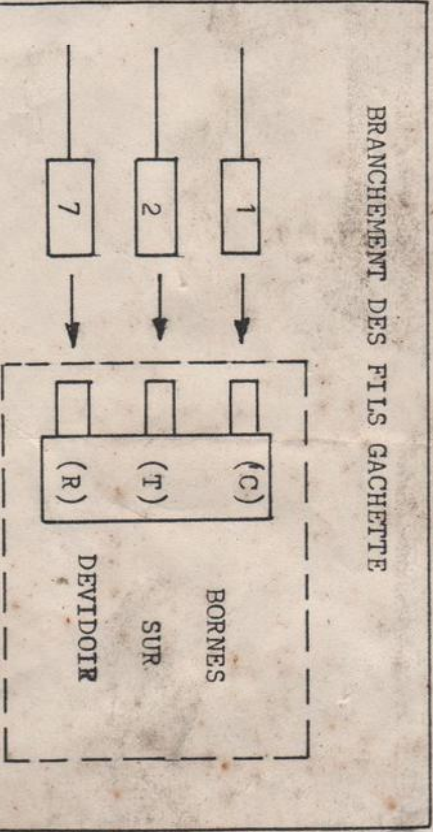 BRANCHEMENT DES FILS GACHETTE
1
(C)
BORNES
2
(T)
SUR
7
(R)
DEVIDOIR